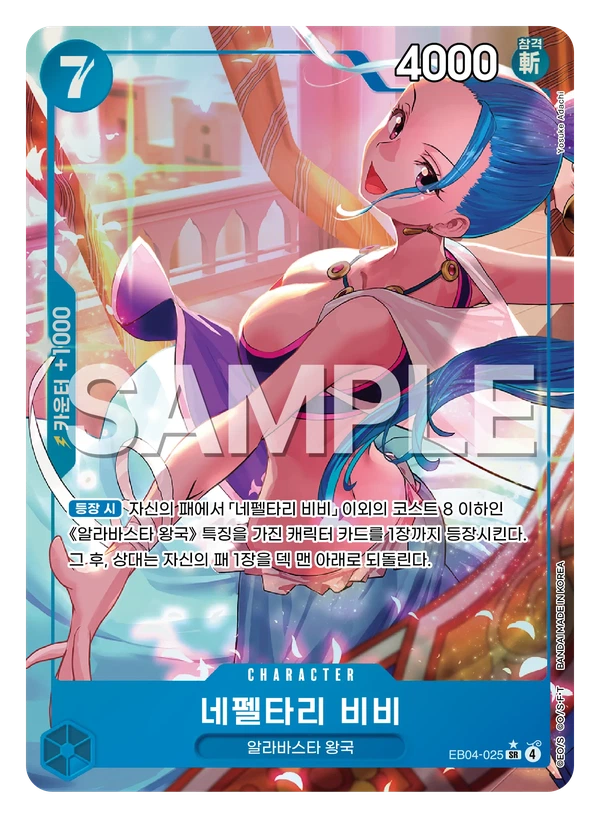 7
4000
참격
斬
Yosuke Adachi
카운터 +1000
SAMPLE
등장 시 자신의 패에서 「네펠타리 비비」 이외의 코스트 8 이하인
《알라바스타 왕국》 특징을 가진 캐릭터 카드를 1장까지 등장시킨다.
그 후, 상대는 자신의 패 1장을 덱 맨 아래로 되돌린다.
CHARACTER
네펠타리 비비
알라바스타 왕국
EB04-025 SR 4
©EO/S ©O/S·F·T BANDAI MADE IN KOREA